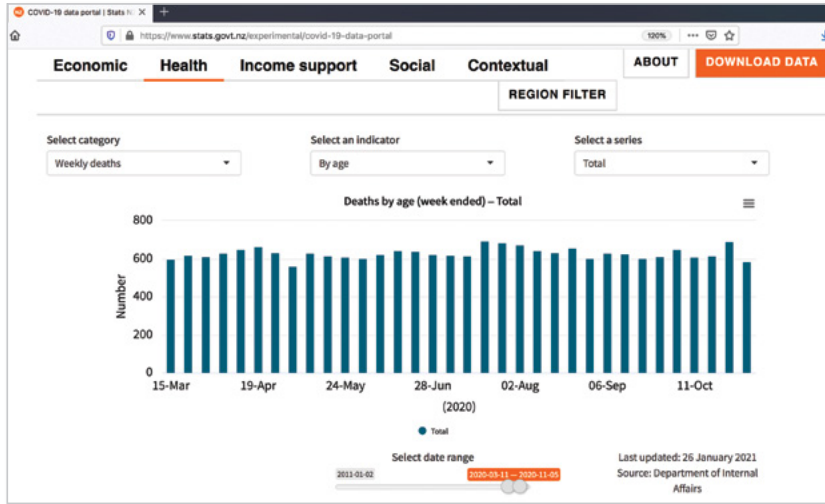 COVID-19 data portal | Stats N
https://www.stats.govt.nz/experimental/covid-19-data-portal
120%
Economic Health Income support Social Contextual ABOUT DOWNLOAD DATA
REGION FILTER
Select category Select an indicator Select a series
Weekly deaths By age Total
Deaths by age (week ended) – Total
800
600
400
200
0
Number
15-Mar 19-Apr 24-May 28-Jun 02-Aug 06-Sep 11-Oct
(2020)
Total
Select date range
2011-01-02 2020-03-11 — 2020-11-05
Last updated: 26 January 2021
Source: Department of Internal
Affairs